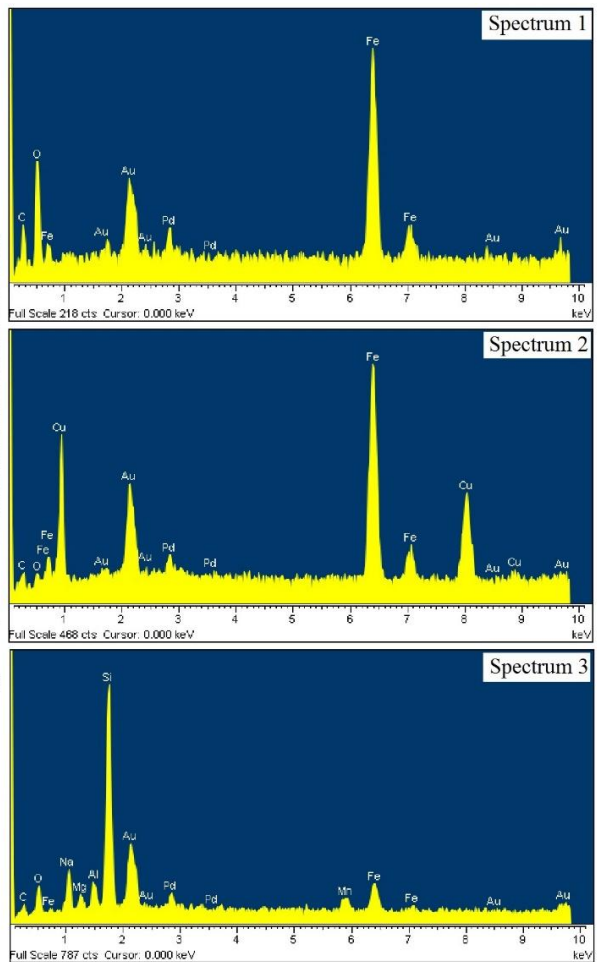 Spectrum 1
Fe
O
Au
C
Fe
Au
Au
Pd
Pd
Fe
Au
Au
1 2 3 4 5 6 7 8 9 10
Full Scale 218 cts Cursor: 0.000 keV keV
Spectrum 2
Fe
Cu
Au
Cu
Fe
Fe
C
O
Au
Au
Pd
Pd
Fe
Au
Cu
Au
1 2 3 4 5 6 7 8 9 10
Full Scale 468 cts Cursor: 0.000 keV keV
Spectrum 3
Si
Au
Na
O
Mg
Al
C
Fe
Au
Pd
Pd
Mn
Fe
Fe
Au
Au
1 2 3 4 5 6 7 8 9 10
Full Scale 787 cts Cursor: 0.000 keV keV